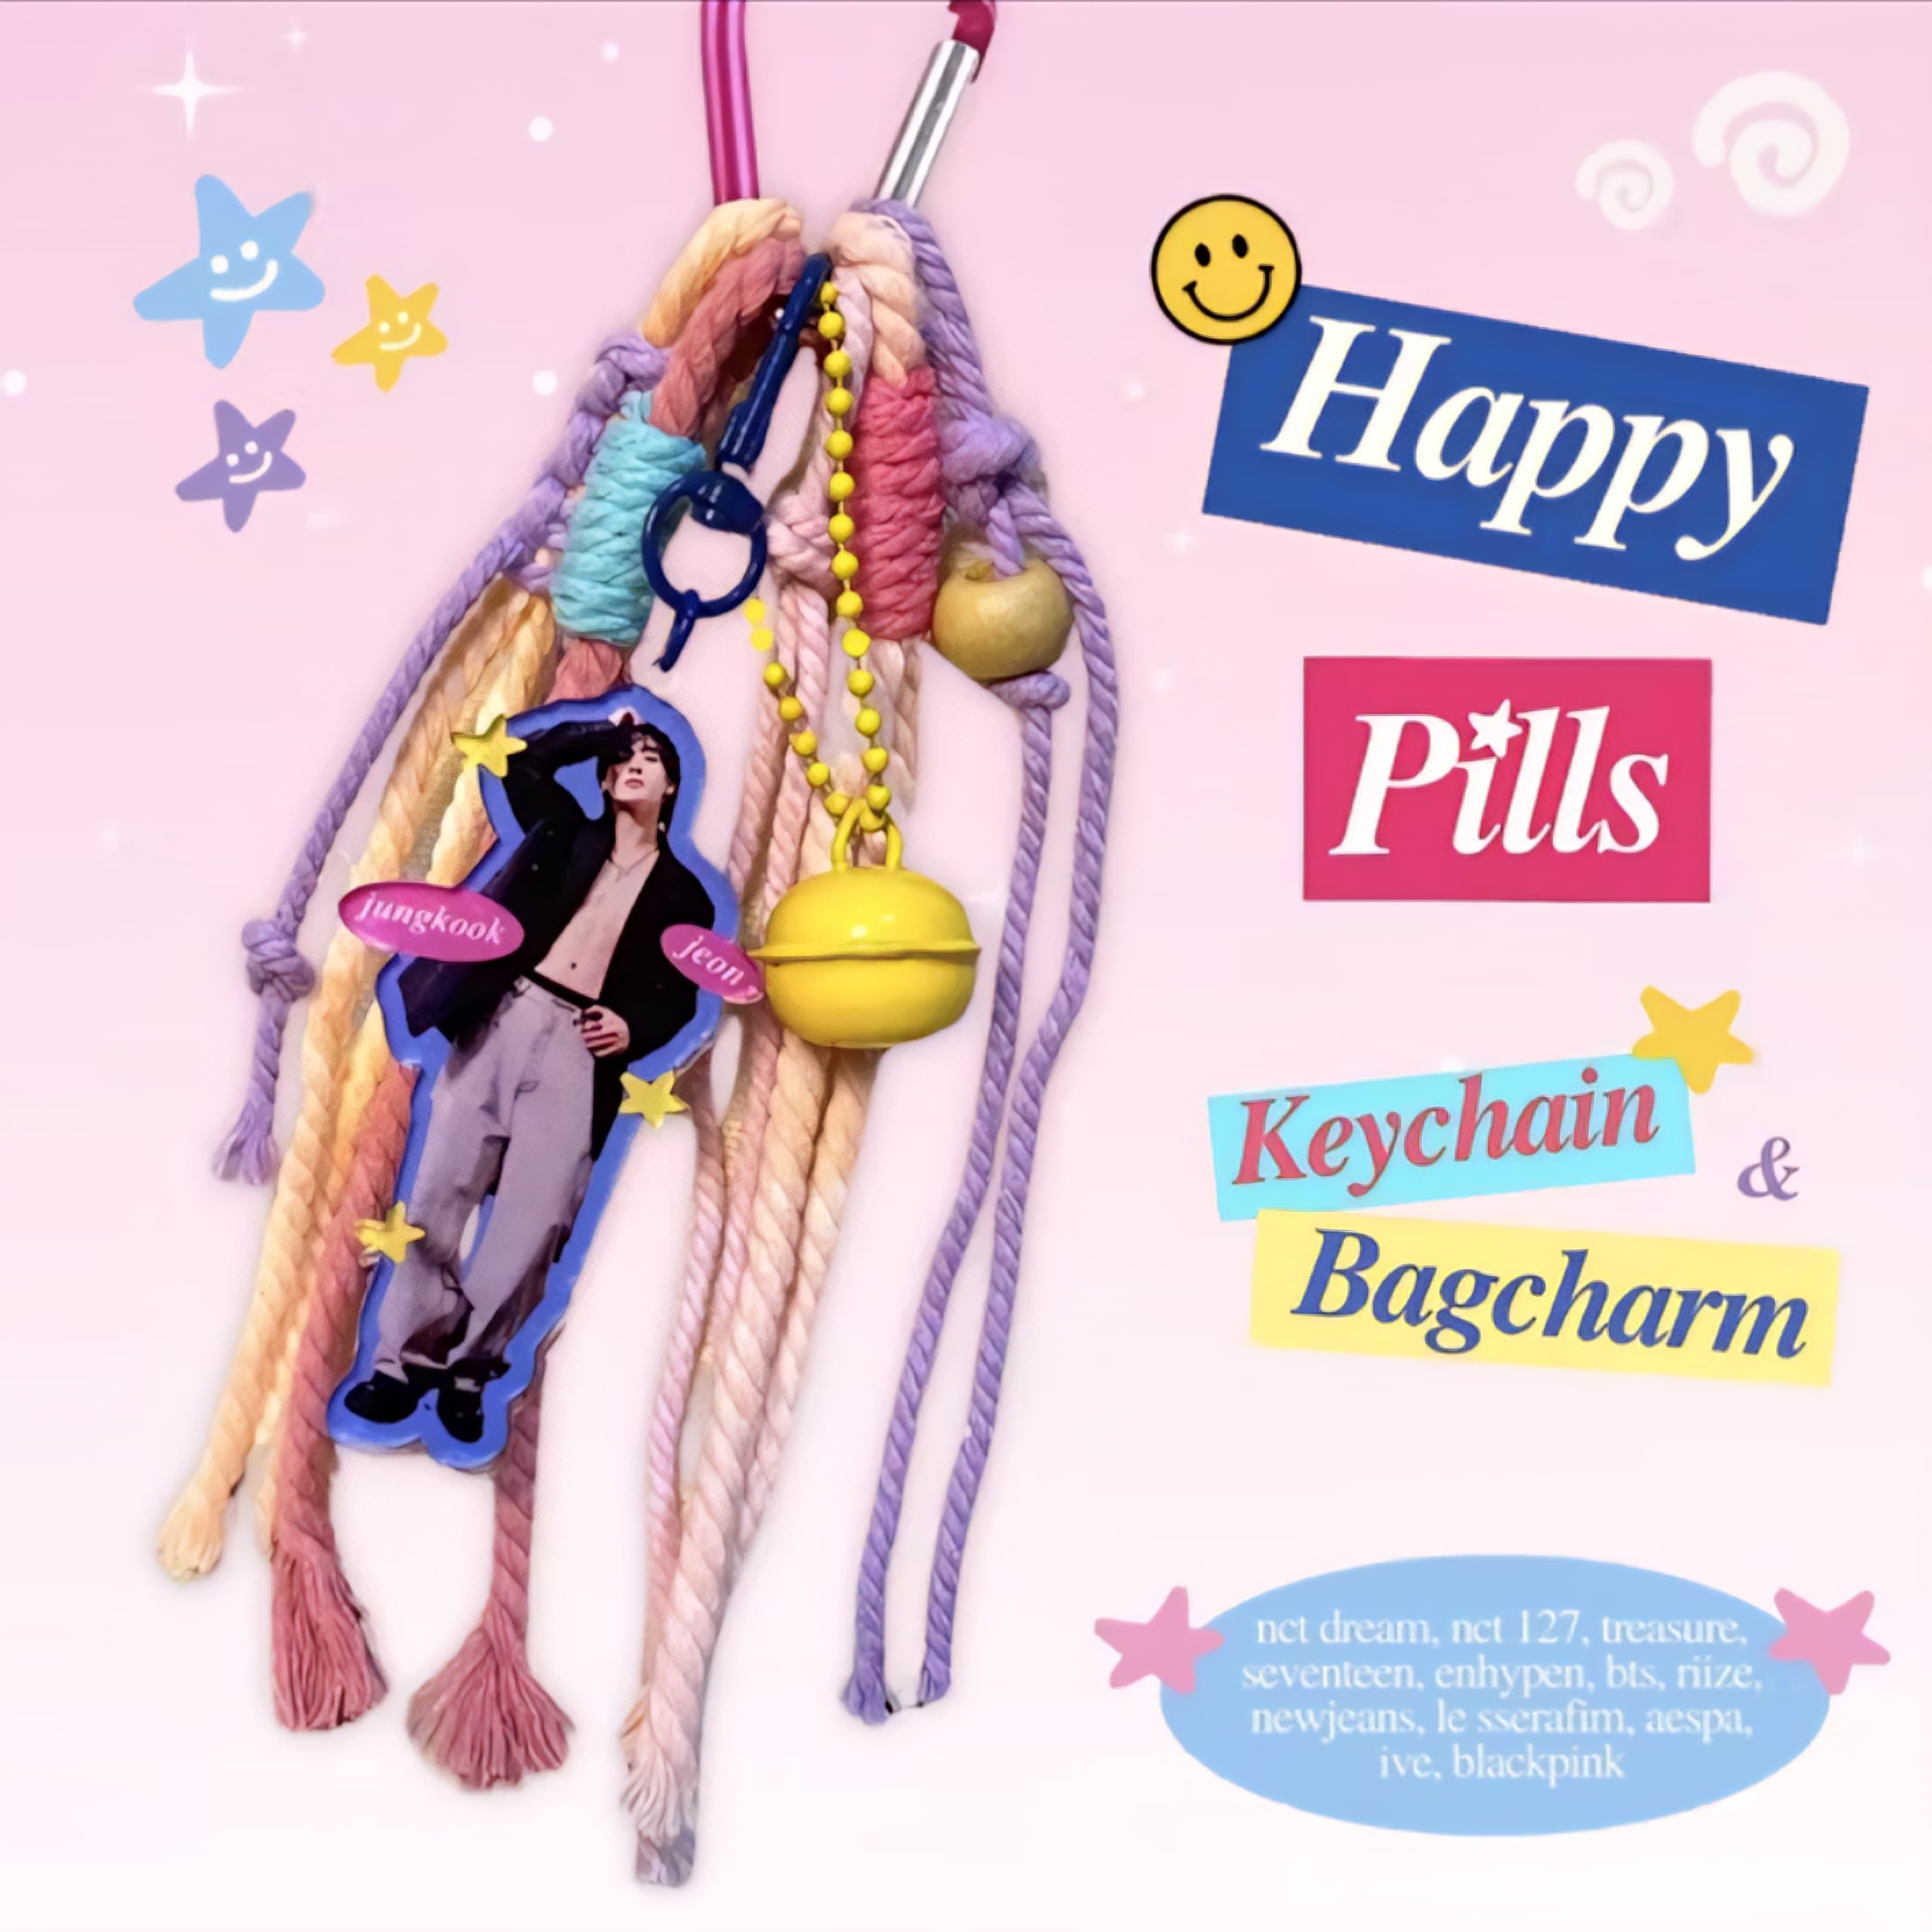 Happy
Pills
jungkook
jeon
Keychain
&
Bagcharm
nct dream, nct 127, treasure,
seventeen, enhypen, bts, riize,
newjeans, le sserafim, aespa,
ive, blackpink